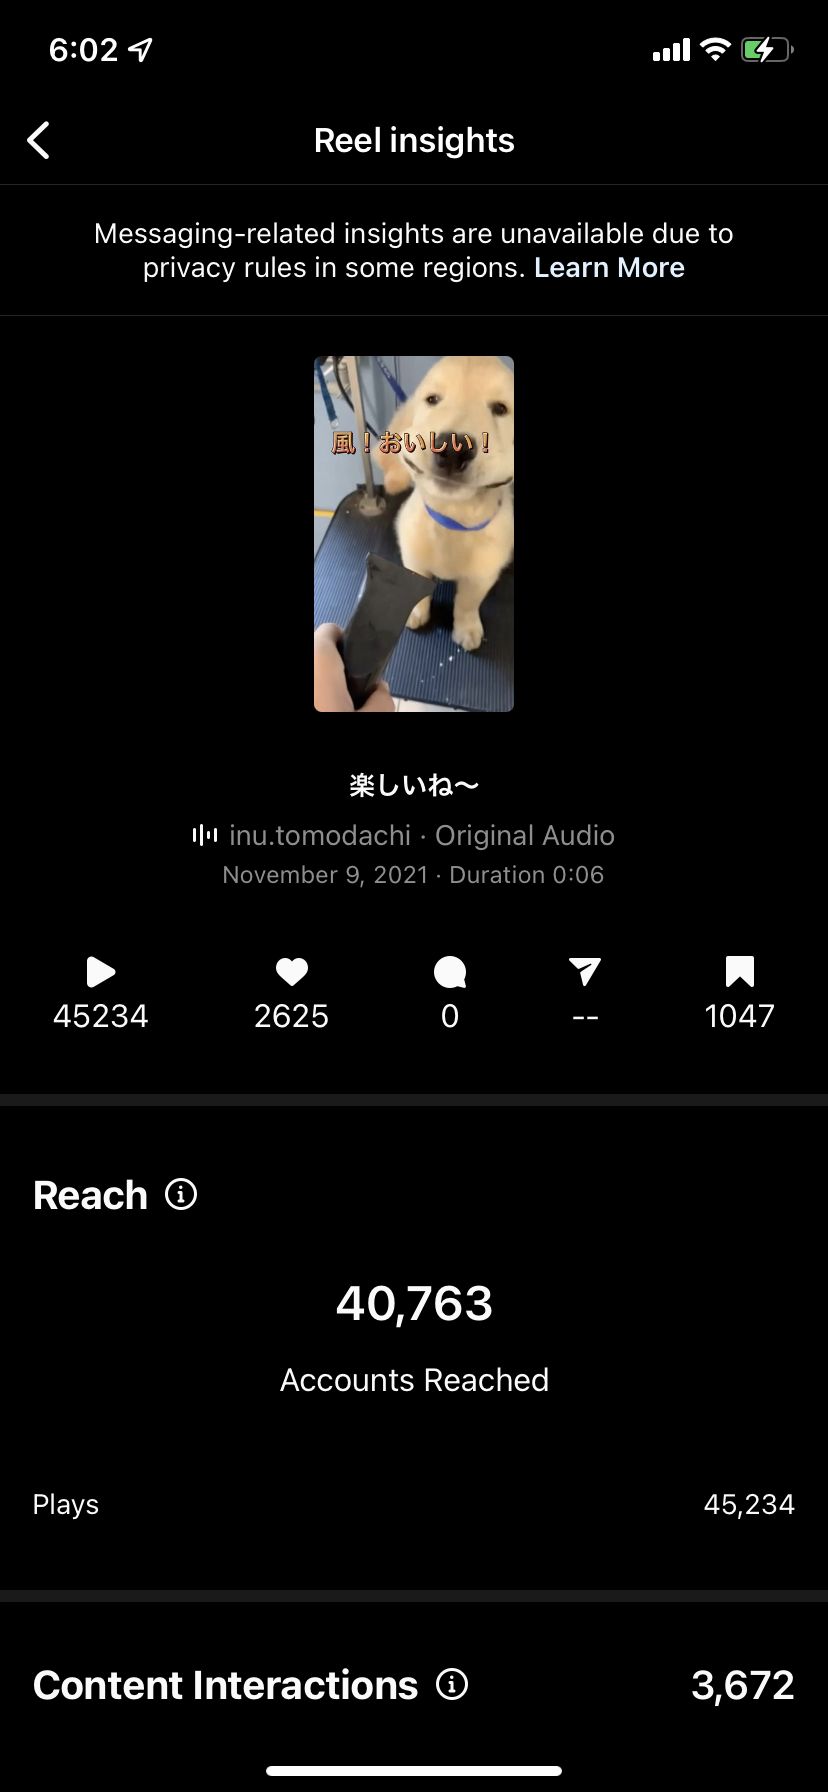 6:02
Reel insights
Messaging-related insights are unavailable due to
privacy rules in some regions. Learn More
風！おいしい！
楽しいね〜
inu.tomodachi · Original Audio
November 9, 2021 · Duration 0:06
45234 2625 0 -- 1047
Reach
40,763
Accounts Reached
Plays 45,234
Content Interactions 3,672